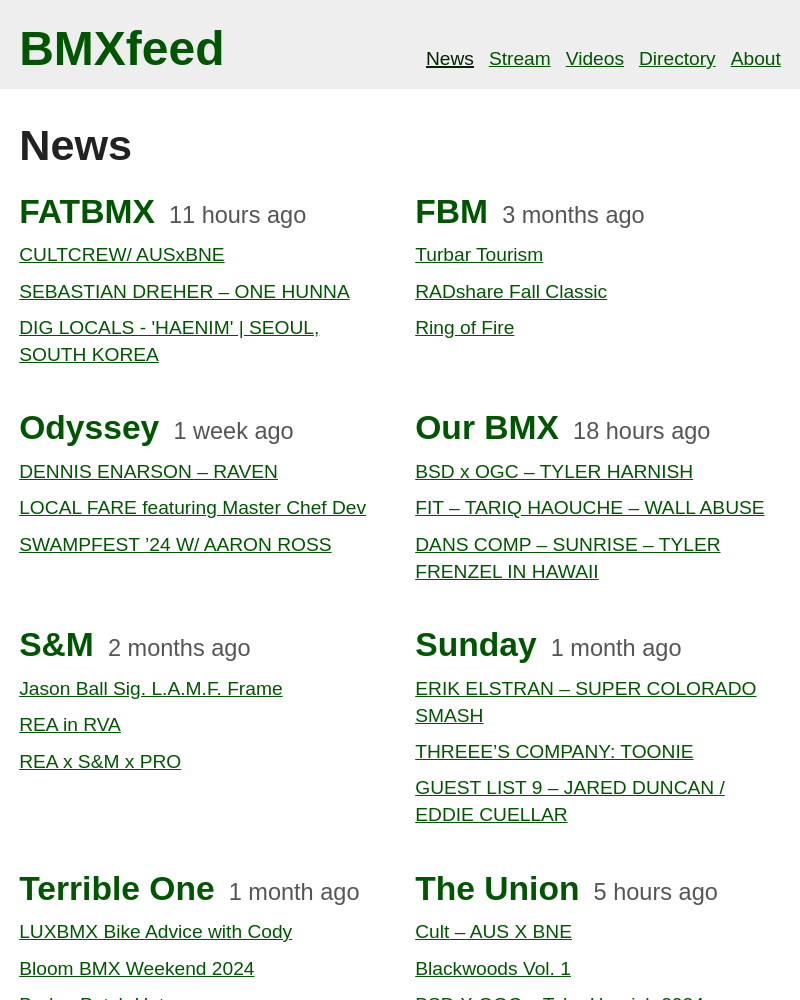 BMXfeed
News Stream Videos Directory About
News
FATBMX 11 hours ago
CULTCREW/ AUSxBNE
SEBASTIAN DREHER – ONE HUNNA
DIG LOCALS - 'HAENIM' | SEOUL,
SOUTH KOREA
FBM 3 months ago
Turbar Tourism
RADshare Fall Classic
Ring of Fire
Odyssey 1 week ago
DENNIS ENARSON – RAVEN
LOCAL FARE featuring Master Chef Dev
SWAMPFEST ’24 W/ AARON ROSS
Our BMX 18 hours ago
BSD x OGC – TYLER HARNISH
FIT – TARIQ HAOUCHE – WALL ABUSE
DANS COMP – SUNRISE – TYLER
FRENZEL IN HAWAII
S&M 2 months ago
Jason Ball Sig. L.A.M.F. Frame
REA in RVA
REA x S&M x PRO
Sunday 1 month ago
ERIK ELSTRAN – SUPER COLORADO
SMASH
THREEE’S COMPANY: TOONIE
GUEST LIST 9 – JARED DUNCAN /
EDDIE CUELLAR
Terrible One 1 month ago
LUXBMX Bike Advice with Cody
Bloom BMX Weekend 2024
The Union 5 hours ago
Cult – AUS X BNE
Blackwoods Vol. 1